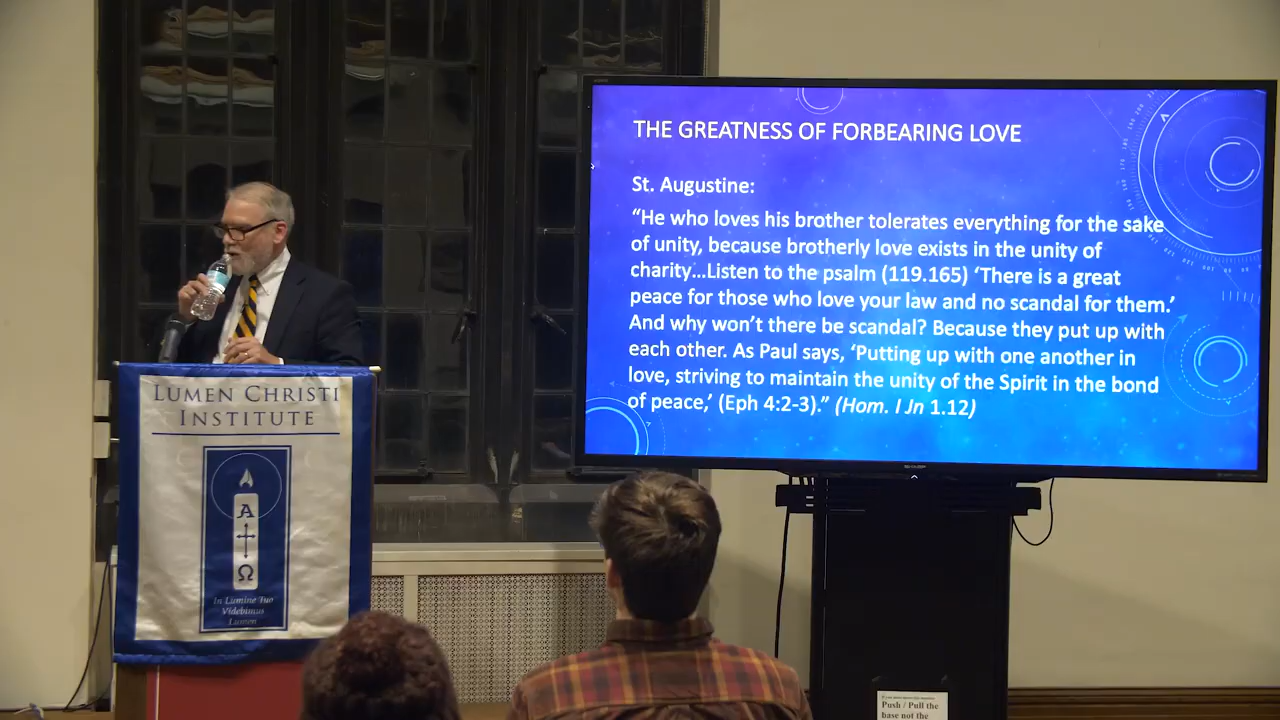 THE GREATNESS OF FORBEARING LOVE
St. Augustine:
“He who loves his brother tolerates everything for the sake
of unity, because brotherly love exists in the unity of
charity...Listen to the psalm (119.165) ‘There is a great
peace for those who love your law and no scandal for them.’
And why won’t there be scandal? Because they put up with
each other. As Paul says, ‘Putting up with one another in
love, striving to maintain the unity of the Spirit in the bond
of peace,’ (Eph 4:2-3).” (Hom. I Jn 1.12)
LUMEN CHRISTI
INSTITUTE
Α
Ω
In Lumine Tuo
Videbimus
Lumen
Push / Pull the
base not the